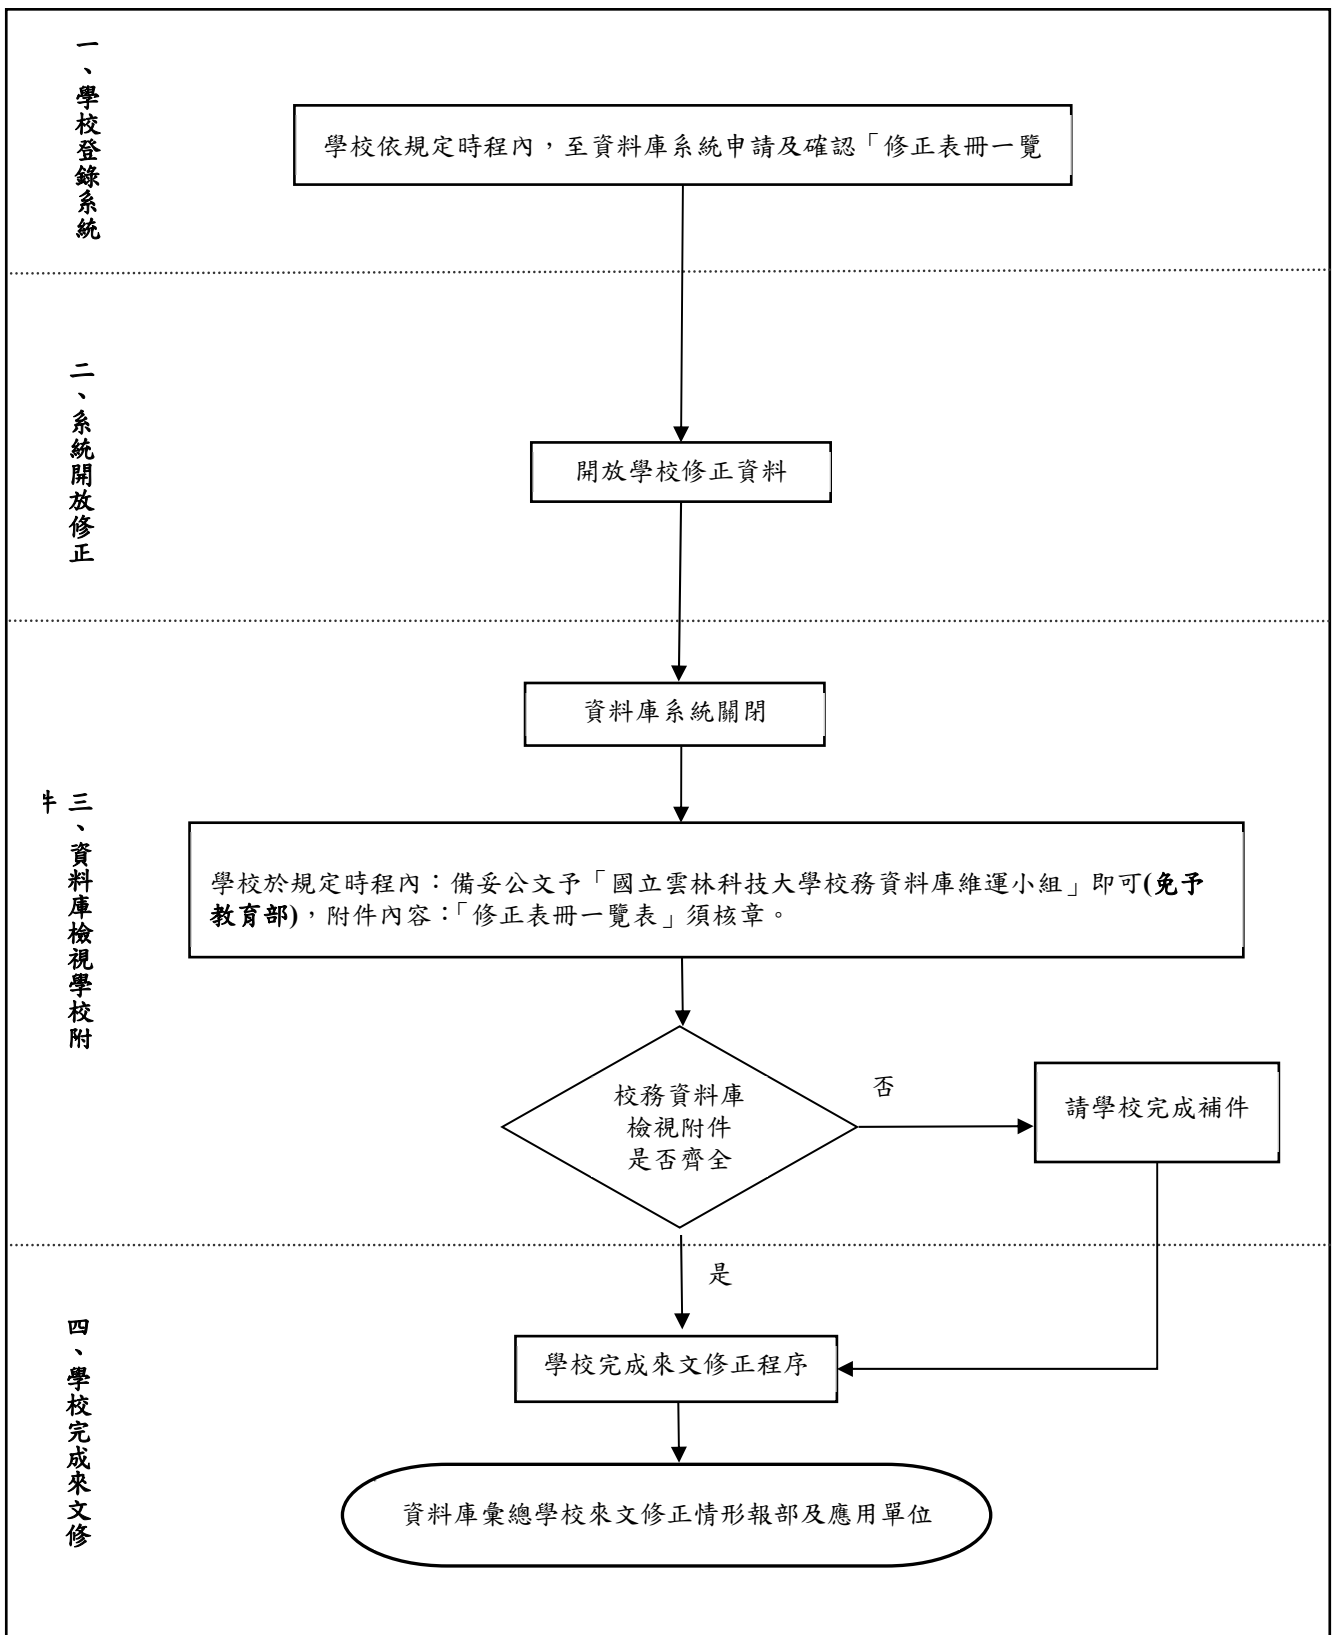 一、學校登錄系統
學校依規定時程內，至資料庫系統申請及確認「修正表冊一覽
二、系統開放修正
開放學校修正資料
資料庫系統關閉
三、資料庫檢視學校附
學校於規定時程內：備妥公文予「國立雲林科技大學校務資料庫維運小組」即可(免予
教育部)，附件內容：「修正表冊一覽表」須核章。
校務資料庫
檢視附件
是否齊全
否
請學校完成補件
是
四、學校完成來文修
學校完成來文修正程序
資料庫彙總學校來文修正情形報部及應用單位